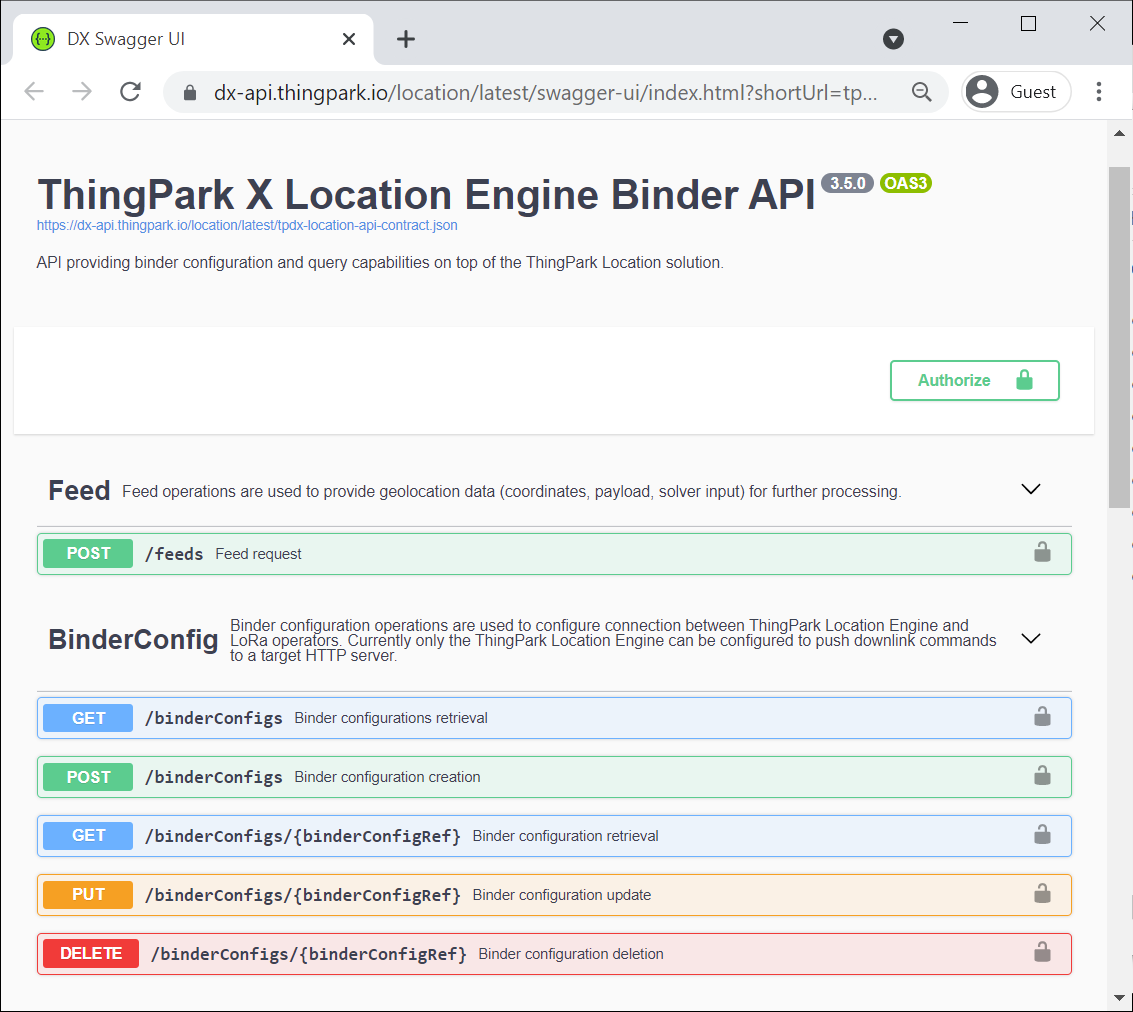 DX Swagger UI
dx-api.thingpark.io/location/latest/swagger-ui/index.html?shortUrl=tp...
Guest
ThingPark X Location Engine Binder API 3.5.0 OAS3
https://dx-api.thingpark.io/location/latest/tpdx-location-api-contract.json
API providing binder configuration and query capabilities on top of the ThingPark Location solution.
Authorize
Feed Feed operations are used to provide geolocation data (coordinates, payload, solver input) for further processing.
POST /feeds Feed request
BinderConfig
Binder configuration operations are used to configure connection between ThingPark Location Engine and
LoRa operators. Currently only the ThingPark Location Engine can be configured to push downlink commands
to a target HTTP server.
GET /binderConfigs Binder configurations retrieval
POST /binderConfigs Binder configuration creation
GET /binderConfigs/{binderConfigRef} Binder configuration retrieval
PUT /binderConfigs/{binderConfigRef} Binder configuration update
DELETE /binderConfigs/{binderConfigRef} Binder configuration deletion